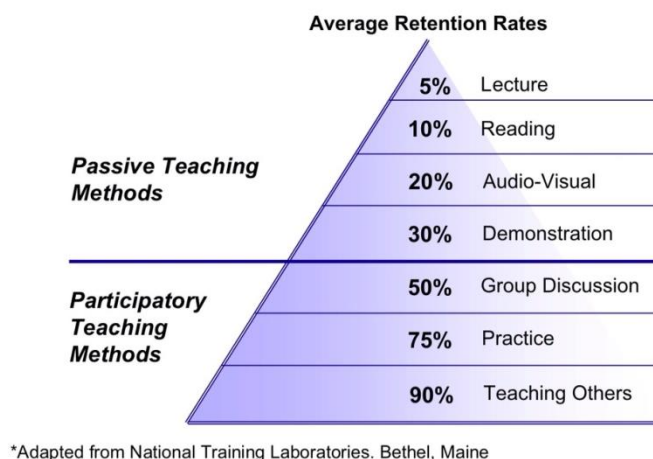 Average Retention Rates
5% Lecture
10% Reading
Passive Teaching
Methods
20% Audio-Visual
30% Demonstration
Participatory
Teaching
Methods
50% Group Discussion
75% Practice
90% Teaching Others
*Adapted from National Training Laboratories. Bethel, Maine